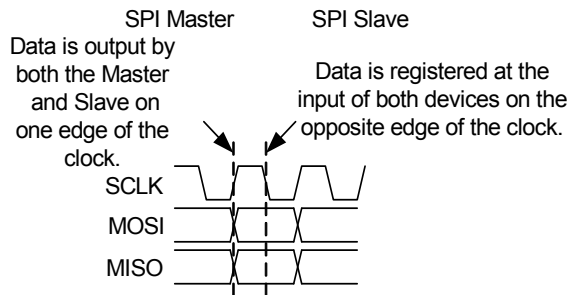 SPI Master
SPI Slave
Data is output by
both the Master
and Slave on
one edge of the
clock.
Data is registered at the
input of both devices on the
opposite edge of the clock.
SCLK
MOSI
MISO